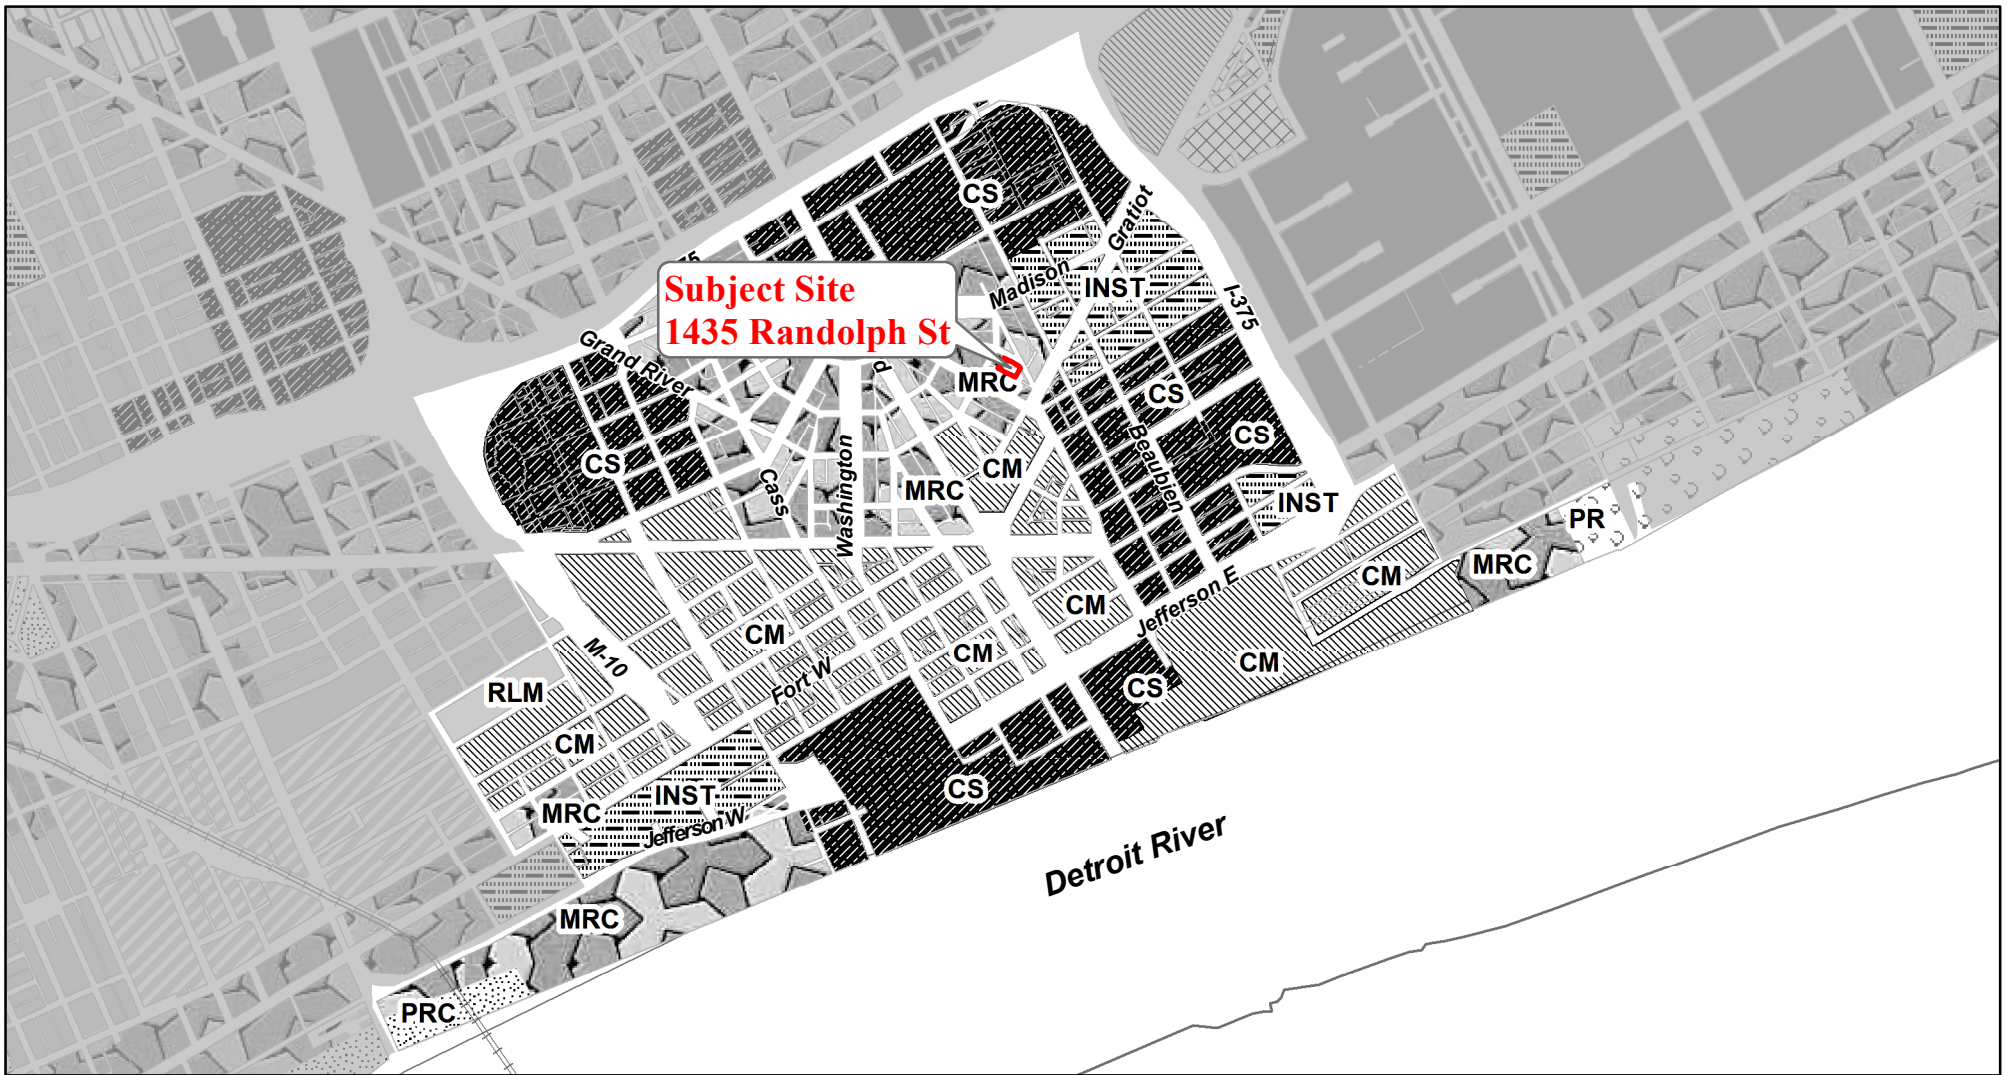 CS
Gratiot
Madison
INST
75
Subject Site
1435 Randolph St
I-375
Grand River
d
MRC
CS
CS
CS
Beaubien
Washington
Cass
CM
MRC
INST
PR
MRC
CM
Jefferson E
CM
CM
Fort W
CM
CM
M-10
RLM
CS
CM
CS
INST
MRC
Jefferson W
Detroit River
MRC
PRC